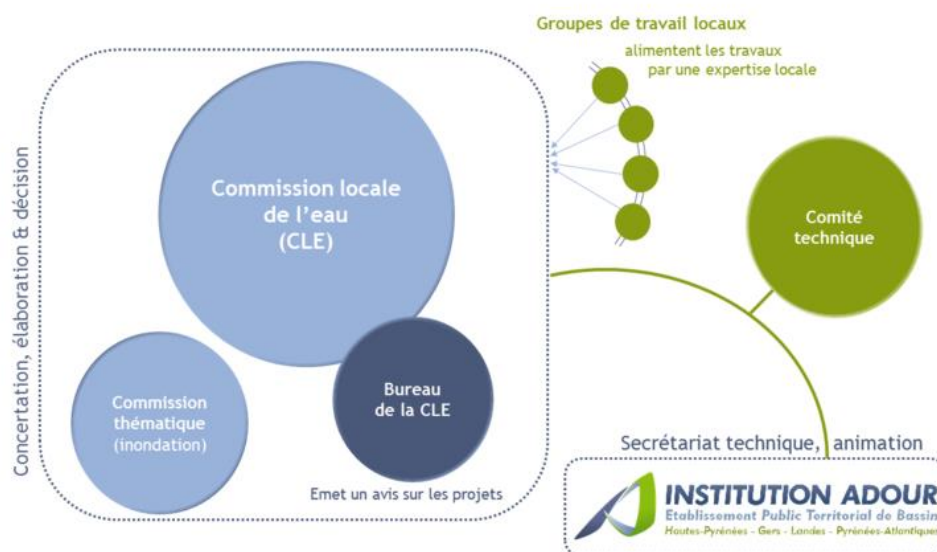 Groupes de travail locaux
alimentent les travaux
par une expertise locale
Concertation, élaboration & décision
Commission locale
de l'eau
(CLE)
Comité
technique
Commission
thématique
(inondation)
Bureau
de la CLE
Emet un avis sur les projets
Secrétariat technique, animation
INSTITUTION ADOUR
Etablissement Public Territorial de Bassin
Hautes-Pyrénées - Gers - Landes - Pyrénées-Atlantiques